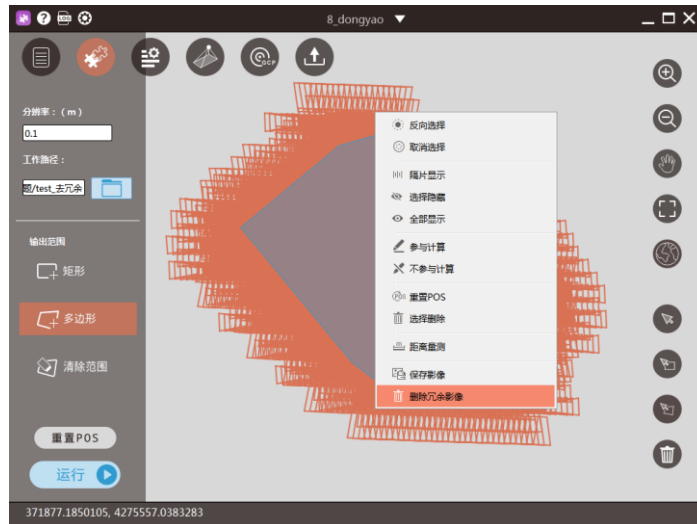 LOG
8_dongyao
GCP
分辨率：（m）
0.1
工作路径：
题/test_去冗余
输出范围
矩形
多边形
清除范围
重置POS
运行
反向选择
取消选择
隔片显示
选择隐藏
全部显示
参与计算
不参与计算
重置POS
选择删除
距离量测
保存影像
删除冗余影像
371877.1850105, 4275557.0383283